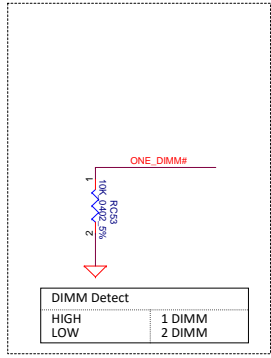 ONE_DIMM#
1
RC53
10K_0402_5%
2
DIMM Detect
HIGH 1 DIMM
LOW 2 DIMM